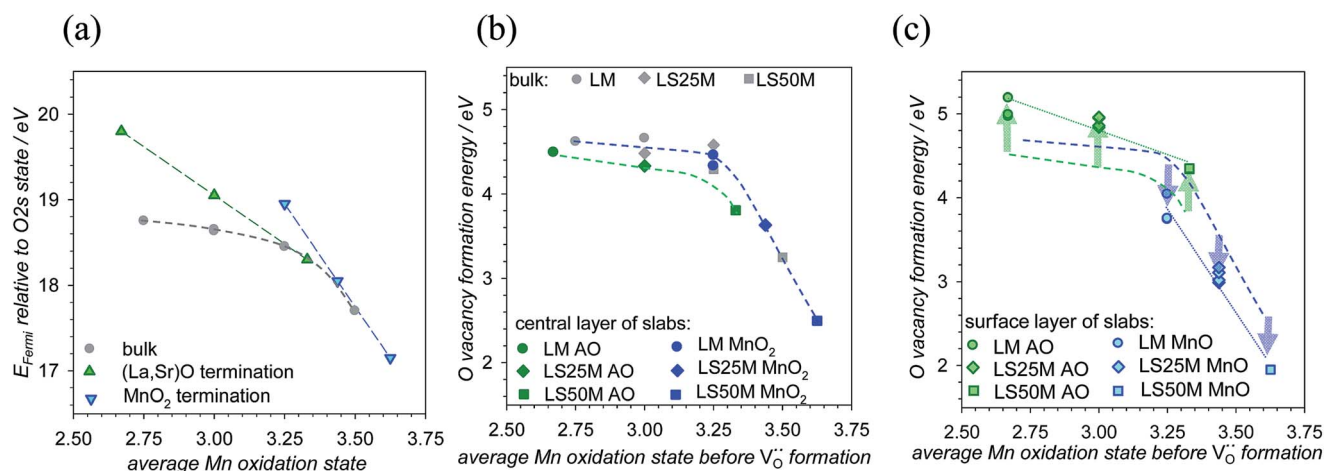 (a)
E_Fermi relative to O2s state / eV
20
19
18
17
bulk
(La,Sr)O termination
MnO₂ termination
2.50 2.75 3.00 3.25 3.50 3.75
average Mn oxidation state
(b)
bulk: LM LS25M LS50M
O vacancy formation energy / eV
5
4
3
2
central layer of slabs:
LM AO LM MnO₂
LS25M AO LS25M MnO₂
LS50M AO LS50M MnO₂
2.50 2.75 3.00 3.25 3.50 3.75
average Mn oxidation state before V_O^¨ formation
(c)
O vacancy formation energy / eV
5
4
3
2
surface layer of slabs:
LM AO LM MnO
LS25M AO LS25M MnO
LS50M AO LS50M MnO
2.50 2.75 3.00 3.25 3.50 3.75
average Mn oxidation state before V_O^¨ formation